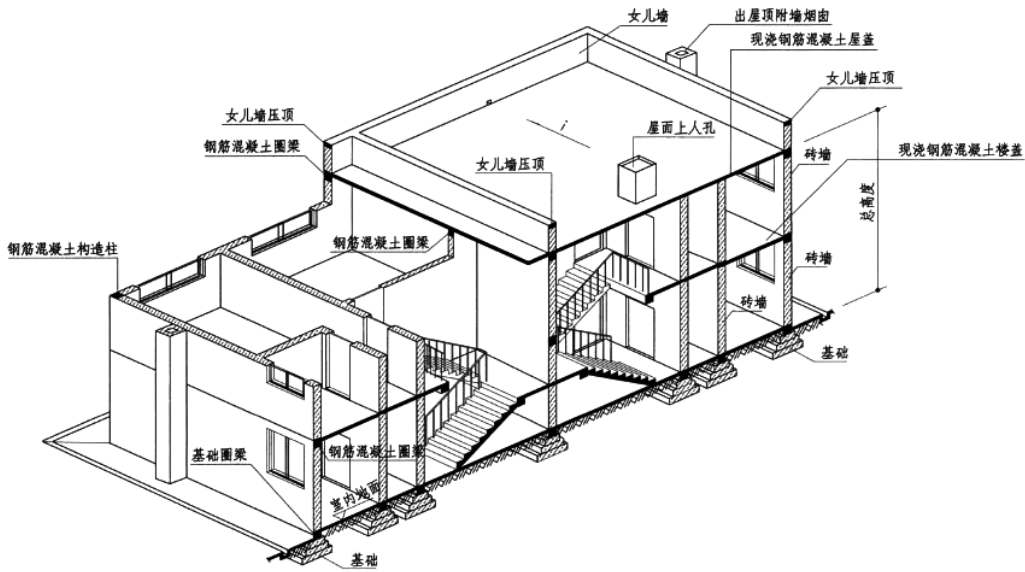 女儿墙
出屋顶附墙烟囱
现浇钢筋混凝土屋盖
女儿墙压顶
女儿墙压顶
钢筋混凝土圈梁
i
屋面上人孔
女儿墙压顶
砖墙
现浇钢筋混凝土楼盖
总高度
钢筋混凝土构造柱
钢筋混凝土圈梁
砖墙
砖墙
基础
基础圈梁
钢筋混凝土圈梁
室内地面
基础